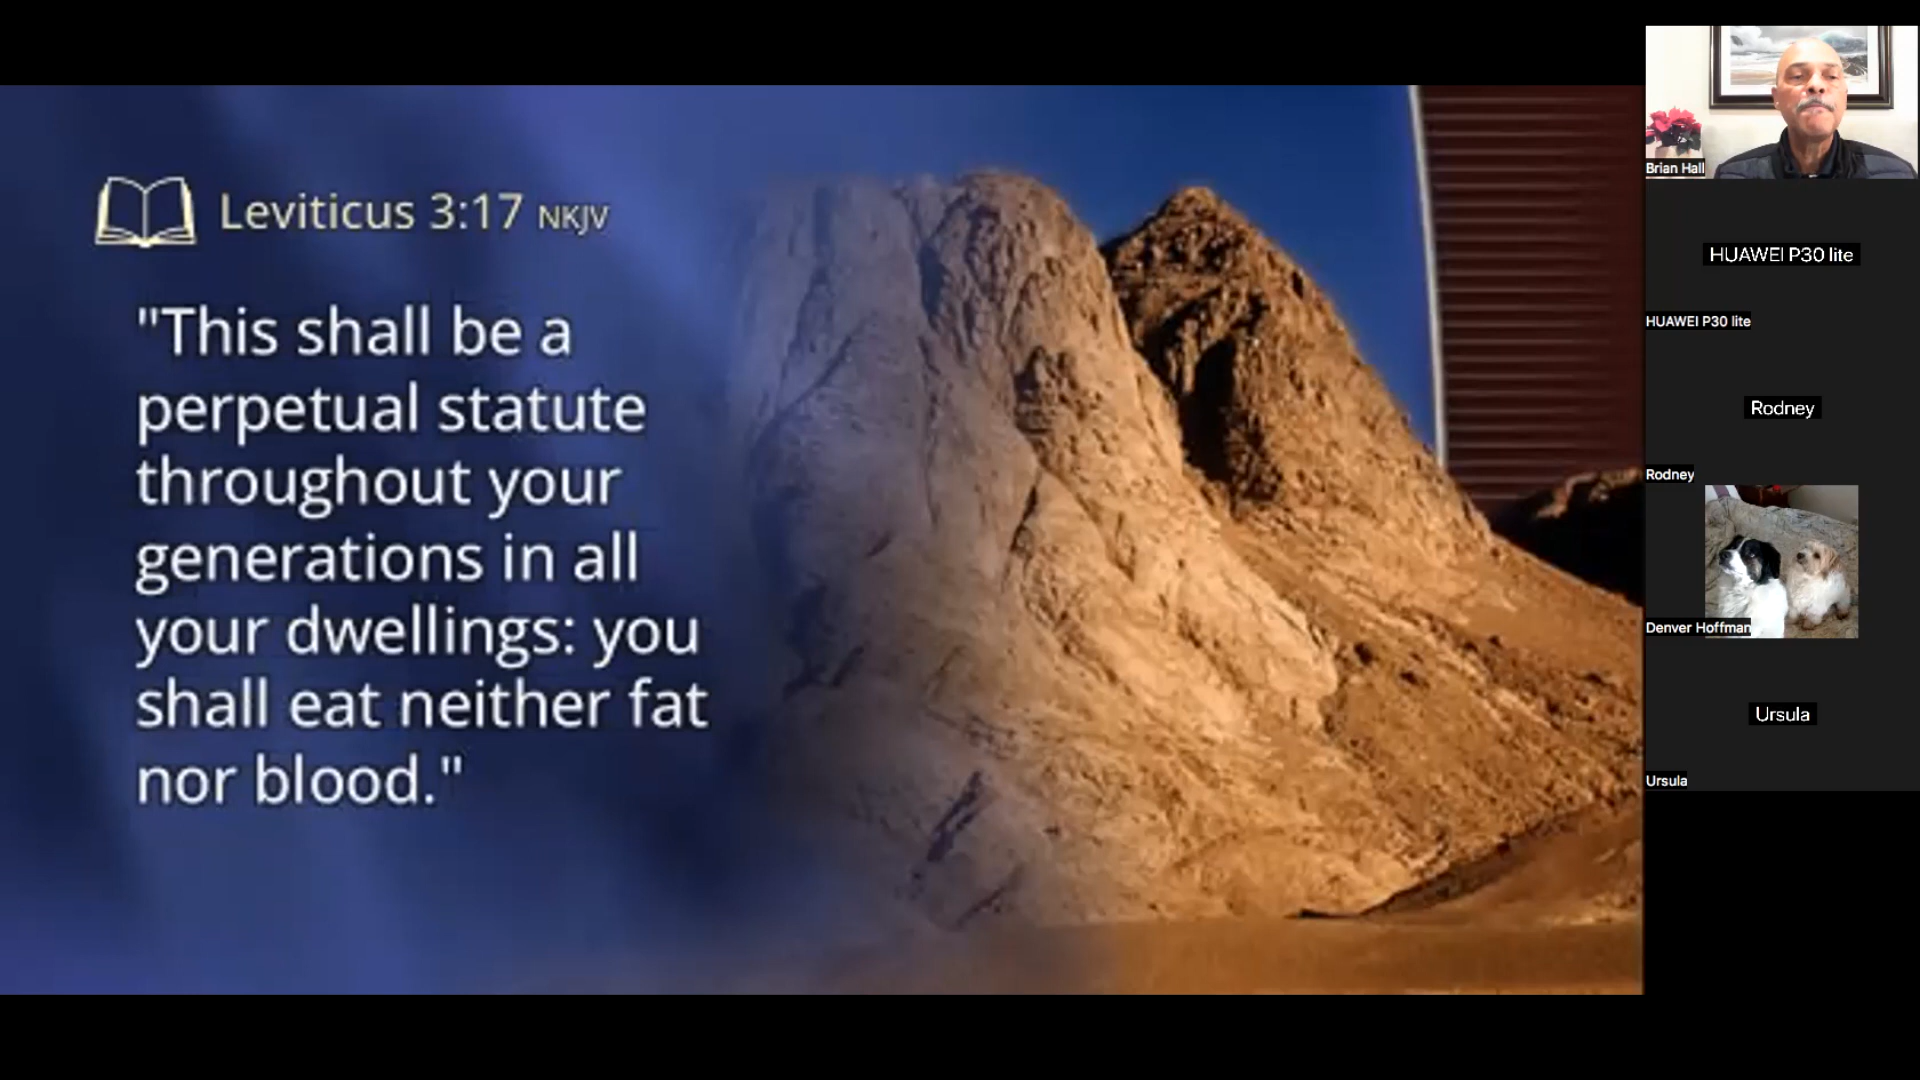 Leviticus 3:17 NKJV
"This shall be a
perpetual statute
throughout your
generations in all
your dwellings: you
shall eat neither fat
nor blood."
Brian Hall
HUAWEI P30 lite
HUAWEI P30 lite
Rodney
Rodney
Denver Hoffman
Ursula
Ursula